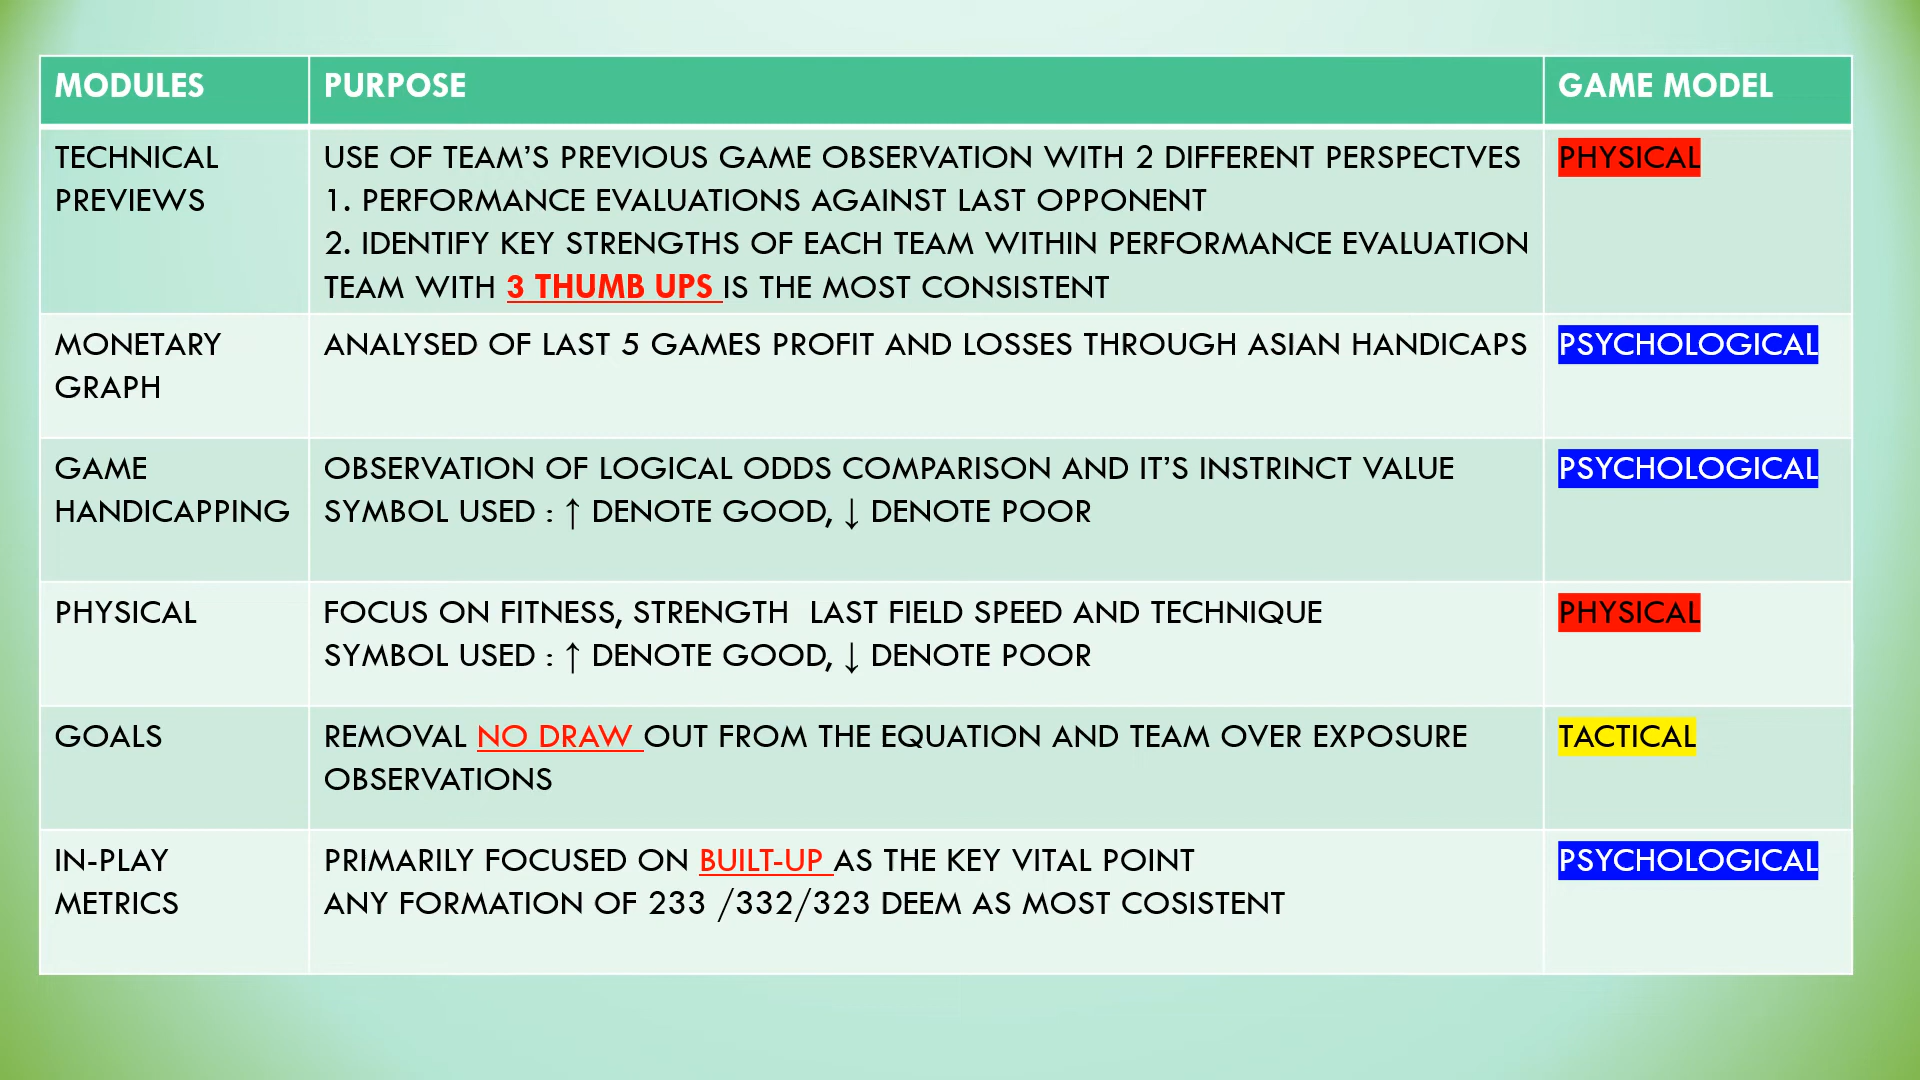 MODULES PURPOSE GAME MODEL
TECHNICAL PREVIEWS
USE OF TEAM’S PREVIOUS GAME OBSERVATION WITH 2 DIFFERENT PERSPECTVES
1. PERFORMANCE EVALUATIONS AGAINST LAST OPPONENT
2. IDENTIFY KEY STRENGTHS OF EACH TEAM WITHIN PERFORMANCE EVALUATION
TEAM WITH 3 THUMB UPS IS THE MOST CONSISTENT
PHYSICAL
MONETARY
GRAPH
ANALYSED OF LAST 5 GAMES PROFIT AND LOSSES THROUGH ASIAN HANDICAPS
PSYCHOLOGICAL
GAME
HANDICAPPING
OBSERVATION OF LOGICAL ODDS COMPARISON AND IT’S INSTRINCT VALUE
SYMBOL USED : ↑ DENOTE GOOD, ↓ DENOTE POOR
PSYCHOLOGICAL
PHYSICAL
FOCUS ON FITNESS, STRENGTH  LAST FIELD SPEED AND TECHNIQUE
SYMBOL USED : ↑ DENOTE GOOD, ↓ DENOTE POOR
PHYSICAL
GOALS
REMOVAL NO DRAW OUT FROM THE EQUATION AND TEAM OVER EXPOSURE
OBSERVATIONS
TACTICAL
IN-PLAY
METRICS
PRIMARILY FOCUSED ON BUILT-UP AS THE KEY VITAL POINT
ANY FORMATION OF 233 /332/323 DEEM AS MOST COSISTENT
PSYCHOLOGICAL